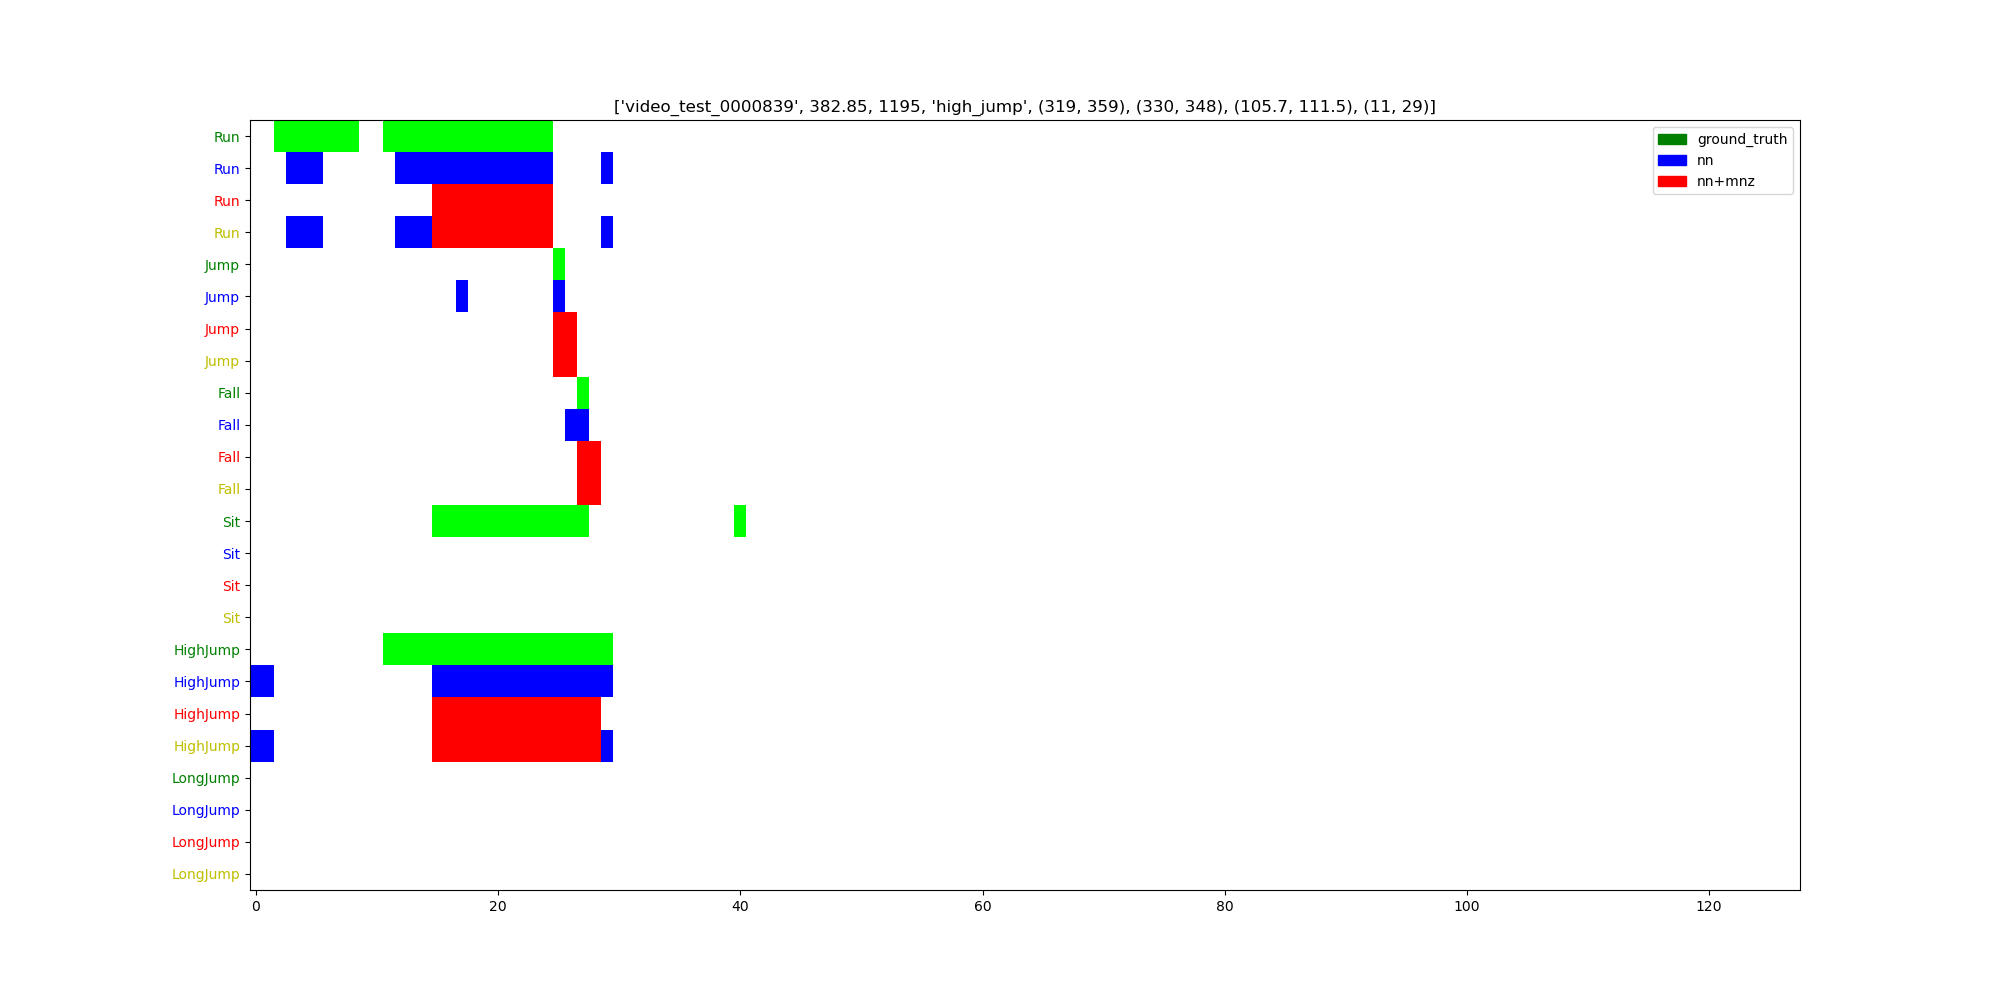 ['video_test_0000839', 382.85, 1195, 'high_jump', (319, 359), (330, 348), (105.7, 111.5), (11, 29)]
ground_truth
nn
nn+mnz
Run
Run
Run
Run
Jump
Jump
Jump
Jump
Fall
Fall
Fall
Fall
Sit
Sit
Sit
Sit
HighJump
HighJump
HighJump
HighJump
LongJump
LongJump
LongJump
LongJump
0 20 40 60 80 100 120